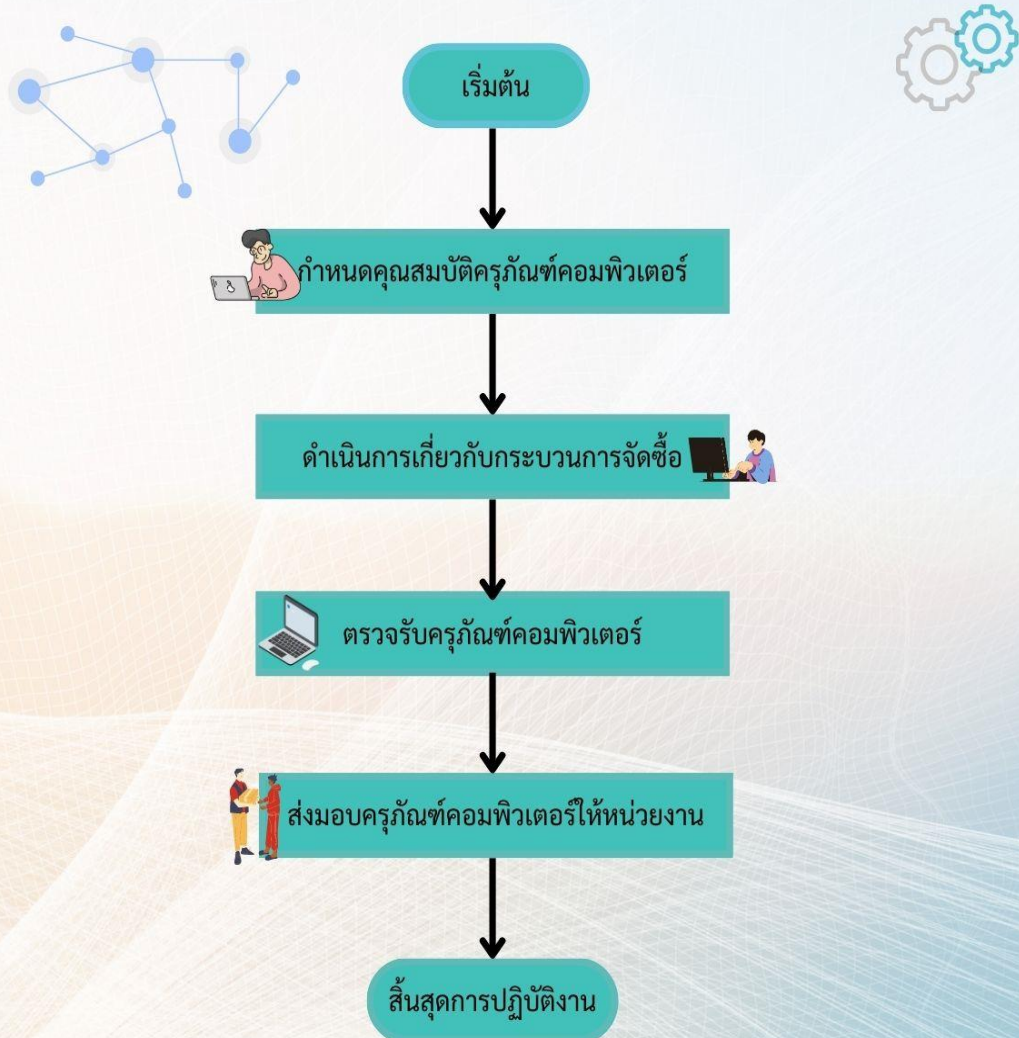 เริ่มต้น
กำหนดคุณสมบัติครุภัณฑ์คอมพิวเตอร์
ดำเนินการเกี่ยวกับกระบวนการจัดซื้อ
ตรวจรับครุภัณฑ์คอมพิวเตอร์
ส่งมอบครุภัณฑ์คอมพิวเตอร์ให้หน่วยงาน
สิ้นสุดการปฏิบัติงาน